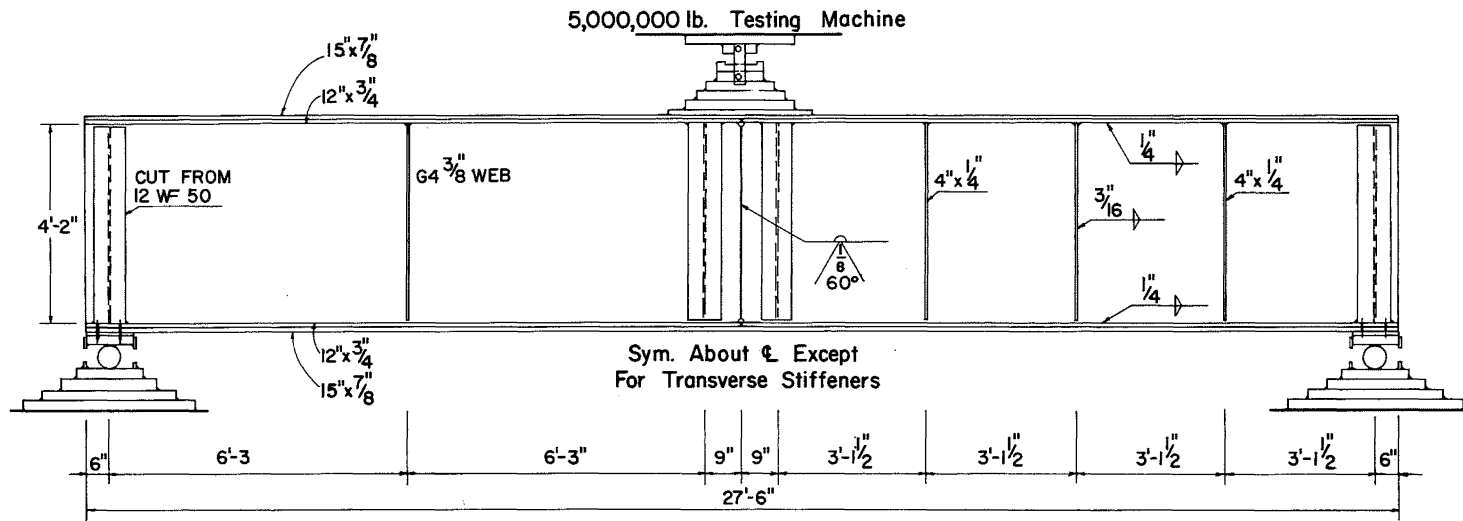 5,000,000 lb. Testing Machine
15"x7/8"
12"x3/4"
CUT FROM
12 WF 50
G4 3/8" WEB
4'-2"
4"x1/4"
1/4"
3/16"
4"x1/4"
1/8
60°
1/4"
12"x3/4"
15"x7/8"
Sym. About ℄ Except
For Transverse Stiffeners
6" 6'-3 6'-3" 9" 9" 3'-1 1/2" 3'-1 1/2" 3'-1 1/2" 3'-1 1/2" 6"
27'-6"